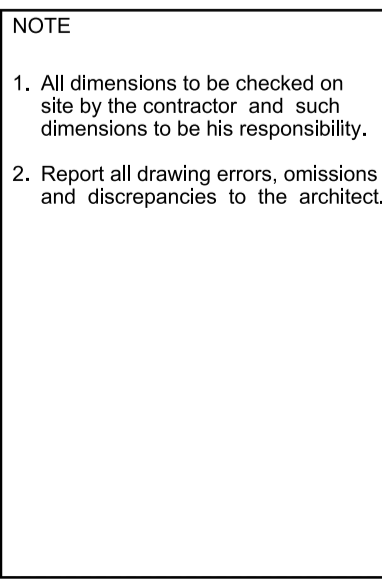 NOTE
1. All dimensions to be checked on
site by the contractor and such
dimensions to be his responsibility.
2. Report all drawing errors, omissions
and discrepancies to the architect.